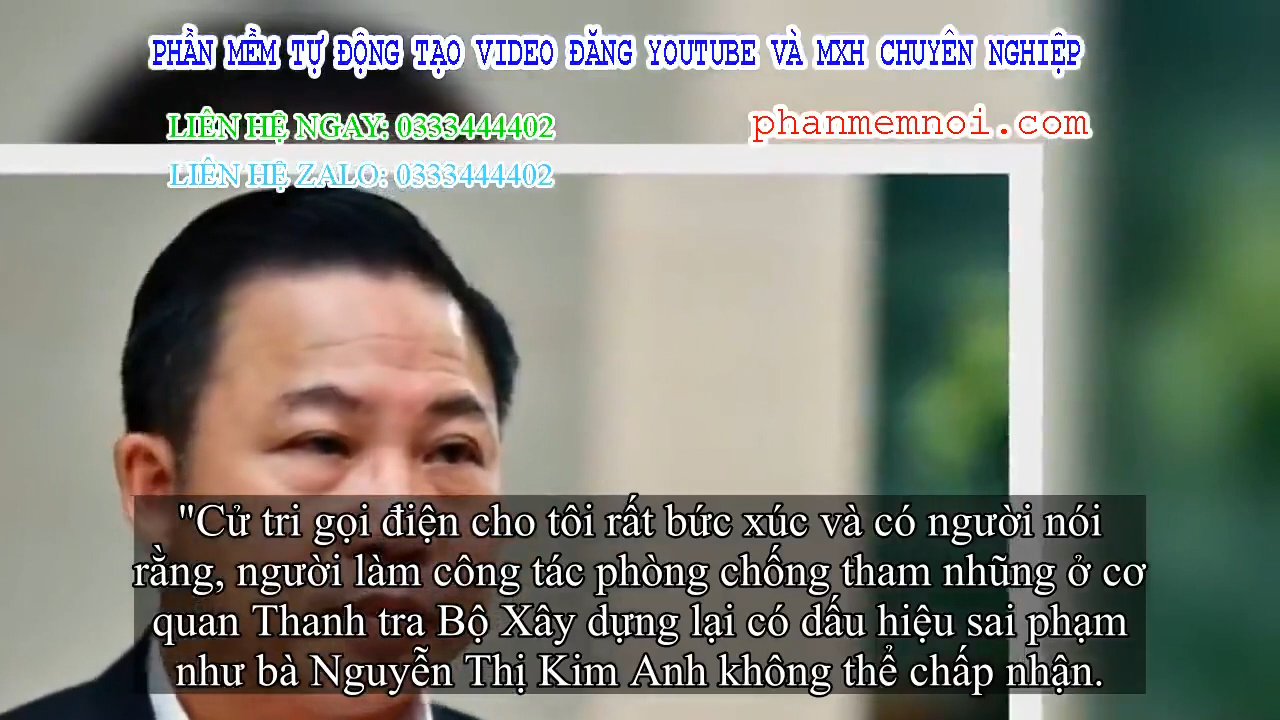 PHẦN MỀM TỰ ĐỘNG TẠO VIDEO ĐĂNG YOUTUBE VÀ MXH CHUYÊN NGHIỆP
LIÊN HỆ NGAY: 0333444402
phanmemnoi.com
LIÊN HỆ ZALO: 0333444402
"Cử tri gọi điện cho tôi rất bức xúc và có người nói
rằng, người làm công tác phòng chống tham nhũng ở cơ
quan Thanh tra Bộ Xây dựng lại có dấu hiệu sai phạm
như bà Nguyễn Thị Kim Anh không thể chấp nhận.